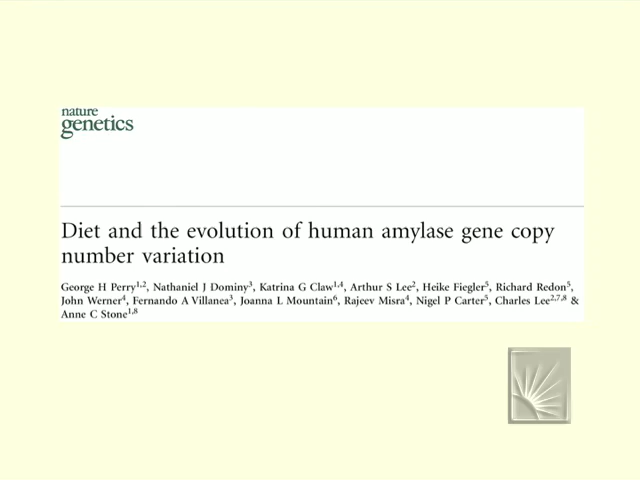 nature
genetics
Diet and the evolution of human amylase gene copy
number variation
George H Perry1,2, Nathaniel J Dominy3, Katrina G Claw1,4, Arthur S Lee2, Heike Fiegler5, Richard Redon5,
John Werner4, Fernando A Villanea3, Joanna L Mountain6, Rajeev Misra4, Nigel P Carter5, Charles Lee2,7,8 &
Anne C Stone1,8